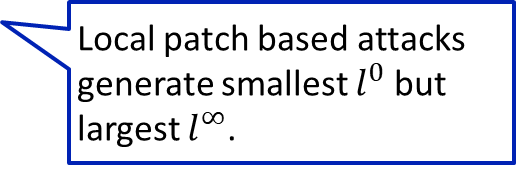 Local patch based attacks
generate smallest l⁰ but
largest l^∞.